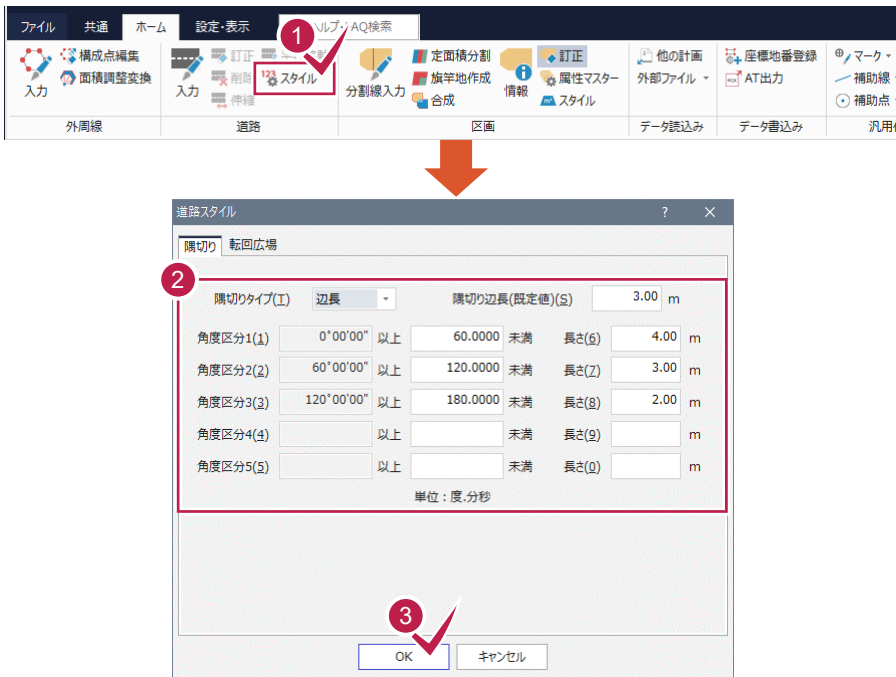 ファイル 共通 ホーム 設定・表示 ヘルプ・FAQ検索
1
構成点編集 訂正 定面積分割 訂正 他の計画 座標地番登録 マーク
面積調整変換 削除 123 スタイル 旗竿地作成 属性マスター 外部ファイル AT出力 補助線
入力 入力 伸縮 分割線入力 合成 情報 スタイル 補助点
外周線 道路 区画 データ読込み データ書込み 汎用
道路スタイル ? ×
隅切り 転回広場
2
隅切りタイプ(T) 辺長 隅切り辺長(既定値)(S) 3.00 m
角度区分1(1) 0°00'00" 以上 60.0000 未満 長さ(6) 4.00 m
角度区分2(2) 60°00'00" 以上 120.0000 未満 長さ(7) 3.00 m
角度区分3(3) 120°00'00" 以上 180.0000 未満 長さ(8) 2.00 m
角度区分4(4) 以上 未満 長さ(9) m
角度区分5(5) 以上 未満 長さ(0) m
単位：度.分秒
3
OK キャンセル